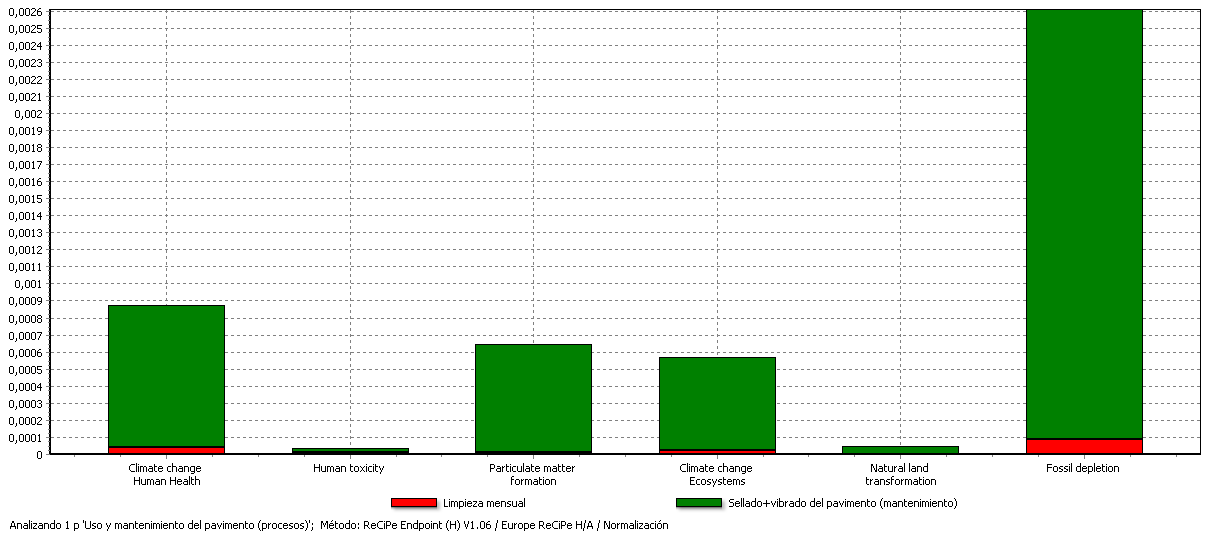 0,0026
0,0025
0,0024
0,0023
0,0022
0,0021
0,002
0,0019
0,0018
0,0017
0,0016
0,0015
0,0014
0,0013
0,0012
0,0011
0,001
0,0009
0,0008
0,0007
0,0006
0,0005
0,0004
0,0003
0,0002
0,0001
0
Climate change
Human Health
Human toxicity
Particulate matter
formation
Climate change
Ecosystems
Natural land
transformation
Fossil depletion
Limpieza mensual
Sellado+vibrado del pavimento (mantenimiento)
Analizando 1 p 'Uso y mantenimiento del pavimento (procesos)'; Método: ReCiPe Endpoint (H) V1.06 / Europe ReCiPe H/A / Normalización